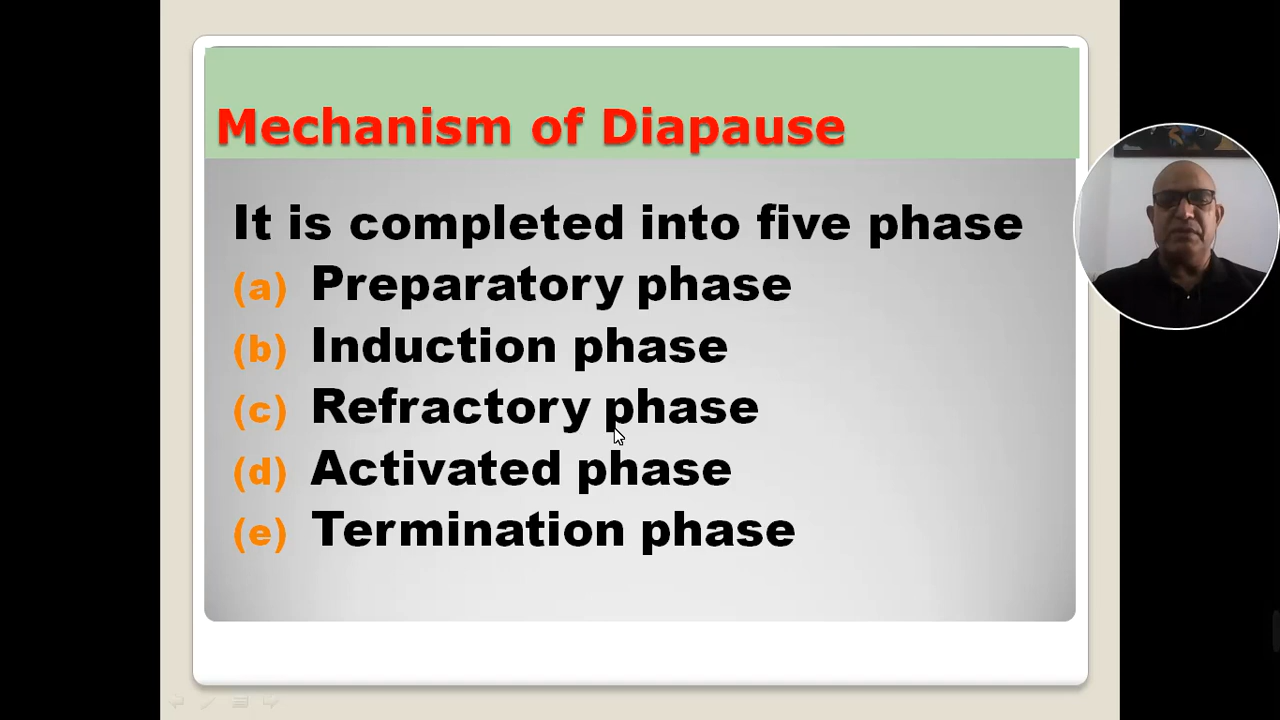 Mechanism of Diapause
It is completed into five phase
(a) Preparatory phase
(b) Induction phase
(c) Refractory phase
(d) Activated phase
(e) Termination phase